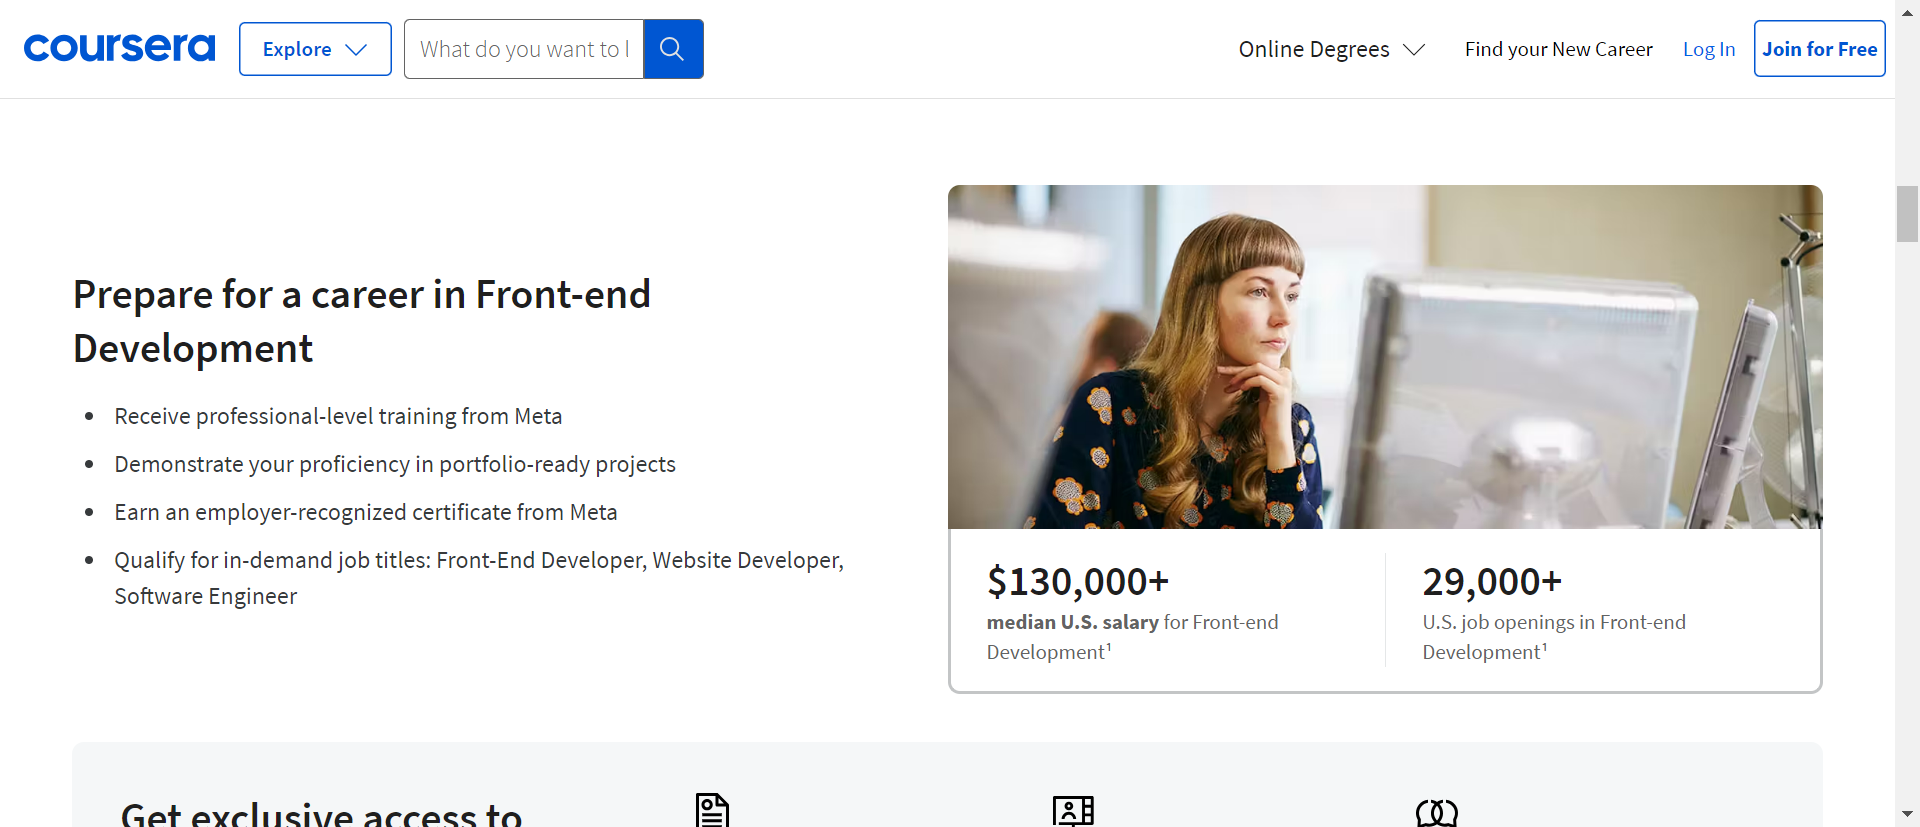 coursera
Explore
What do you want to l
Online Degrees
Find your New Career
Log In
Join for Free
Prepare for a career in Front-end
Development
Receive professional-level training from Meta
Demonstrate your proficiency in portfolio-ready projects
Earn an employer-recognized certificate from Meta
Qualify for in-demand job titles: Front-End Developer, Website Developer,
Software Engineer
$130,000+
median U.S. salary for Front-end
Development¹
29,000+
U.S. job openings in Front-end
Development¹
Get exclusive access to